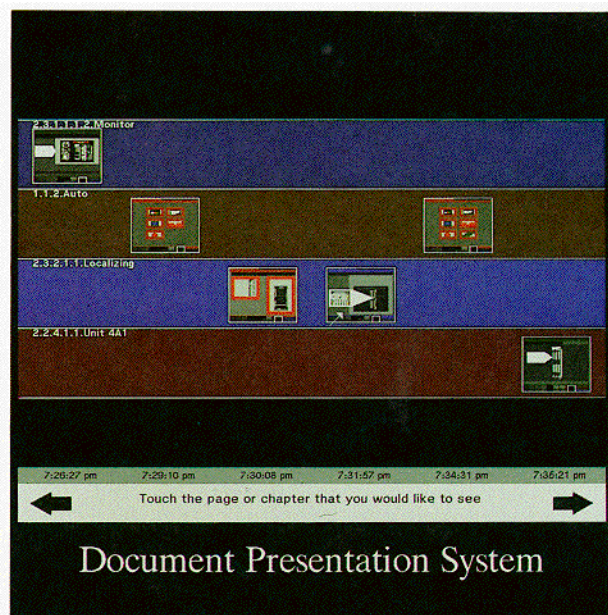 2.3.1.1.1.2.Monitor
1.1.2.Auto
2.3.2.1.1.Localizing
2.2.4.1.1.Unit 4A1
7:26:27 pm 7:29:10 pm 7:30:08 pm 7:31:57 pm 7:34:31 pm 7:35:21 pm
Touch the page or chapter that you would like to see
Document Presentation System